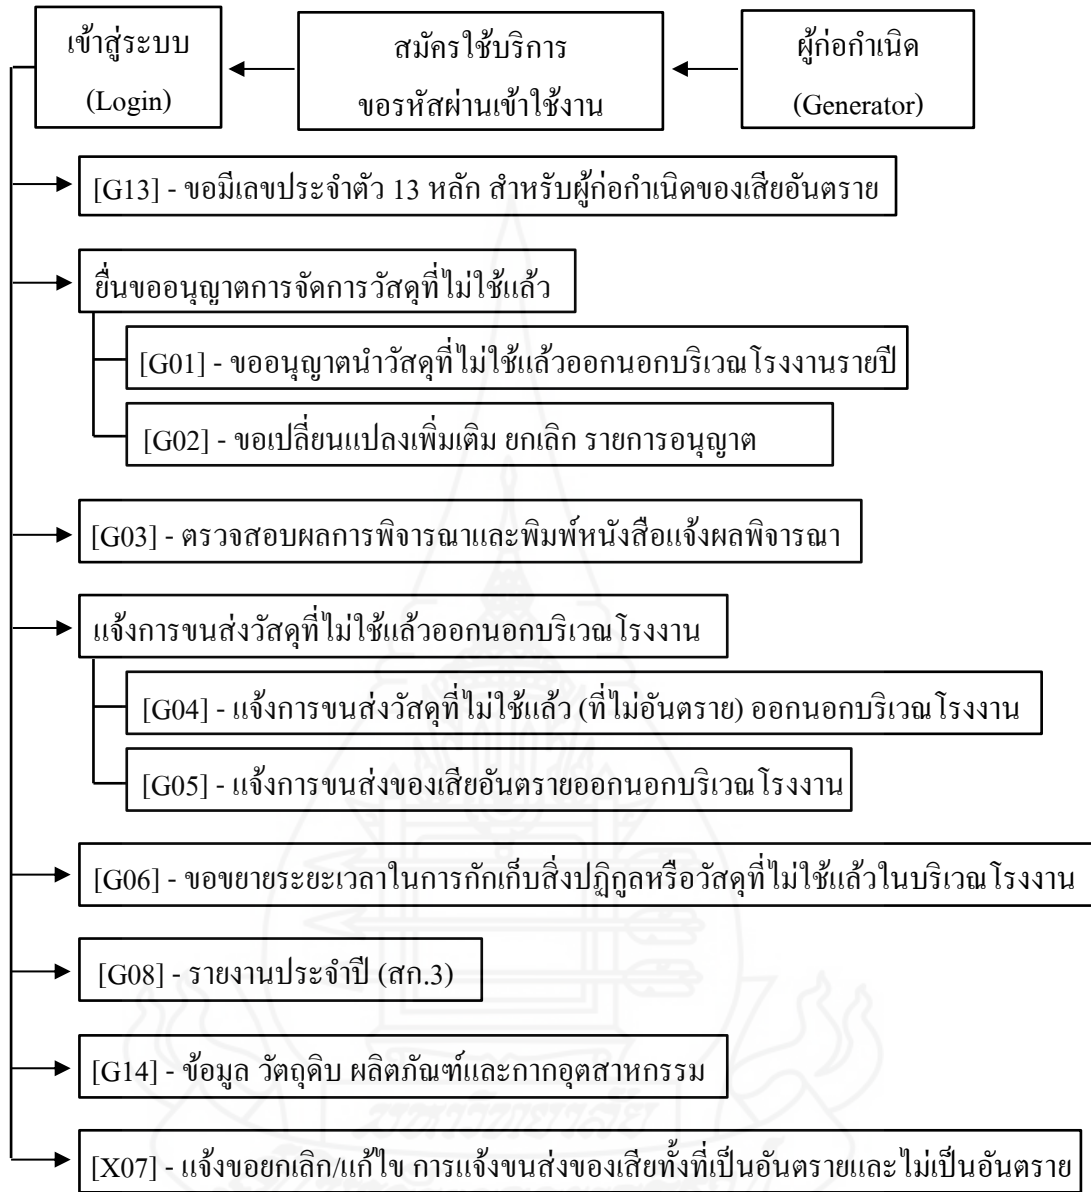 เข้าสู่ระบบ
(Login)
สมัครใช้บริการ
ขอรหัสผ่านเข้าใช้งาน
ผู้ก่อกำเนิด
(Generator)
[G13] - ขอมีเลขประจำตัว 13 หลัก สำหรับผู้ก่อกำเนิดของเสียอันตราย
ยื่นขออนุญาตการจัดการวัสดุที่ไม่ใช้แล้ว
[G01] - ขออนุญาตนำวัสดุที่ไม่ใช้แล้วออกนอกบริเวณโรงงานรายปี
[G02] - ขอเปลี่ยนแปลงเพิ่มเติม ยกเลิก รายการอนุญาต
[G03] - ตรวจสอบผลการพิจารณาและพิมพ์หนังสือแจ้งผลพิจารณา
แจ้งการขนส่งวัสดุที่ไม่ใช้แล้วออกนอกบริเวณโรงงาน
[G04] - แจ้งการขนส่งวัสดุที่ไม่ใช้แล้ว (ที่ไม่อันตราย) ออกนอกบริเวณโรงงาน
[G05] - แจ้งการขนส่งของเสียอันตรายออกนอกบริเวณโรงงาน
[G06] - ขอขยายระยะเวลาในการกักเก็บสิ่งปฏิกูลหรือวัสดุที่ไม่ใช้แล้วในบริเวณโรงงาน
[G08] - รายงานประจำปี (สก.3)
[G14] - ข้อมูล วัตถุดิบ ผลิตภัณฑ์และกากอุตสาหกรรม
[X07] - แจ้งขอยกเลิก/แก้ไข การแจ้งขนส่งของเสียทั้งที่เป็นอันตรายและไม่เป็นอันตราย